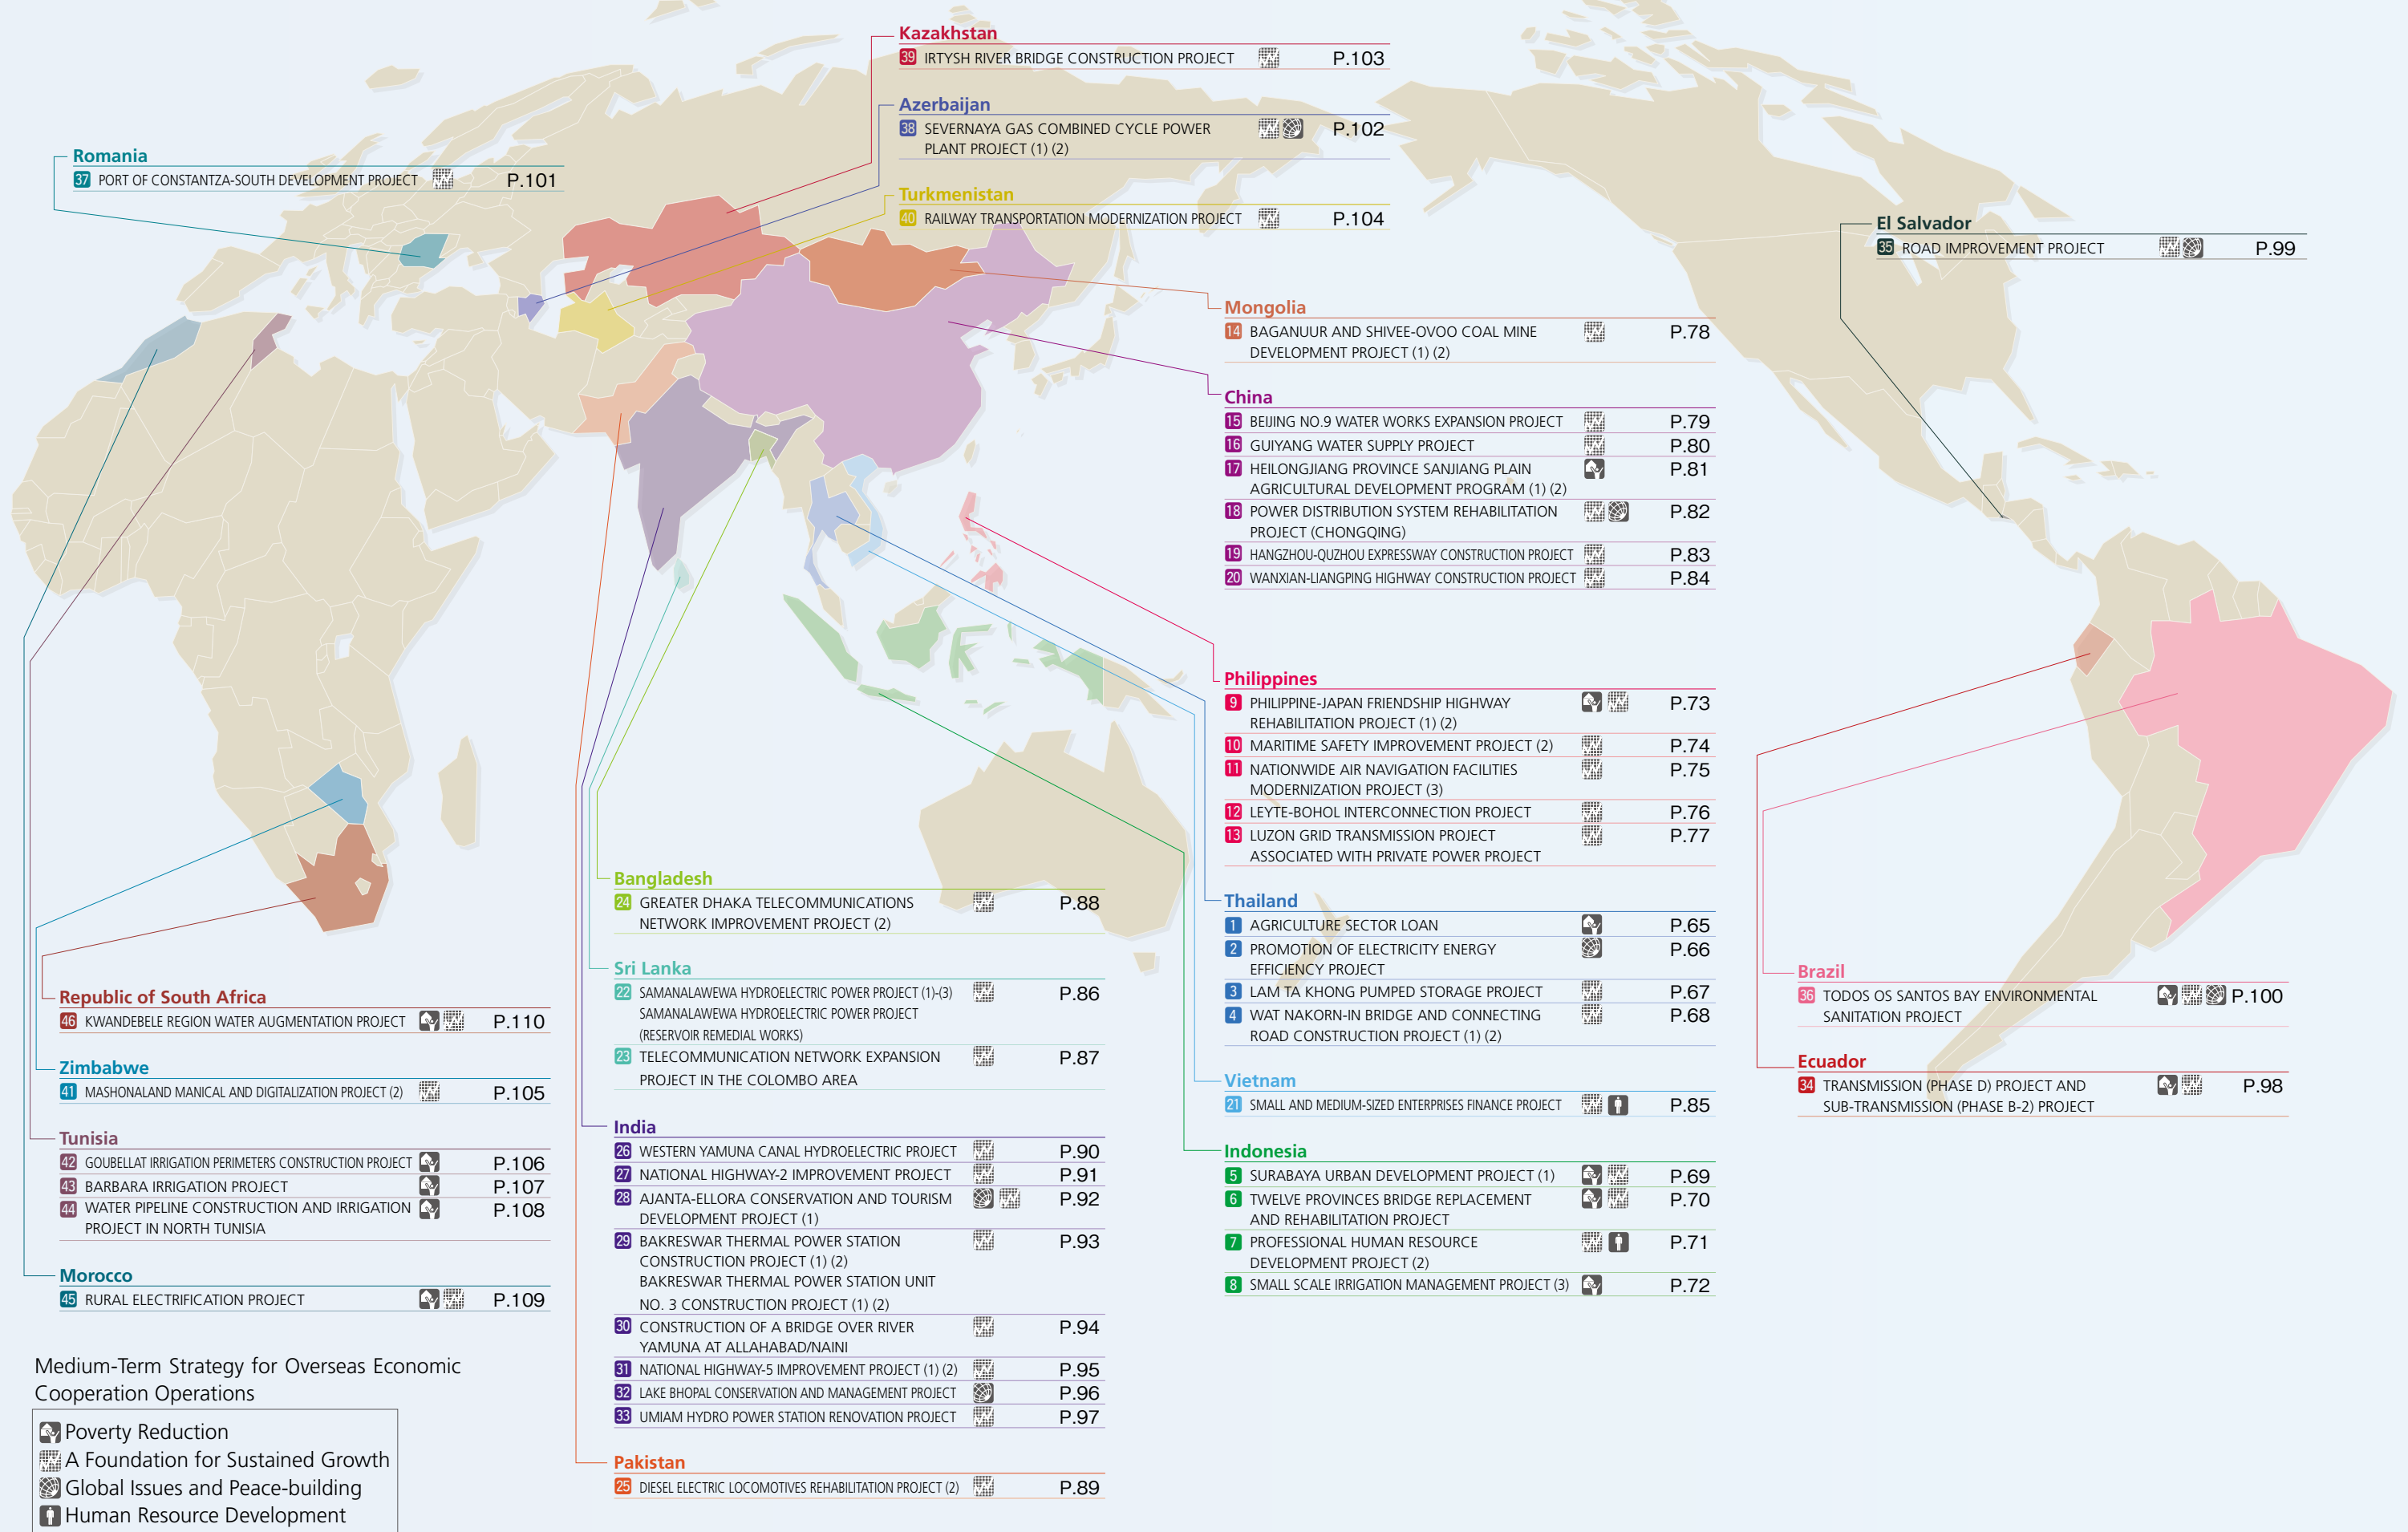 Kazakhstan
39 IRTYSH RIVER BRIDGE CONSTRUCTION PROJECT P.103
Azerbaijan
38 SEVERNAYA GAS COMBINED CYCLE POWER P.102
PLANT PROJECT (1) (2)
Turkmenistan
40 RAILWAY TRANSPORTATION MODERNIZATION PROJECT P.104
Romania
37 PORT OF CONSTANTZA-SOUTH DEVELOPMENT PROJECT P.101
El Salvador
35 ROAD IMPROVEMENT PROJECT P.99
Mongolia
14 BAGANUUR AND SHIVEE-OVOO COAL MINE P.78
DEVELOPMENT PROJECT (1) (2)
China
15 BEIJING NO.9 WATER WORKS EXPANSION PROJECT P.79
16 GUIYANG WATER SUPPLY PROJECT P.80
17 HEILONGJIANG PROVINCE SANJIANG PLAIN P.81
AGRICULTURAL DEVELOPMENT PROGRAM (1) (2)
18 POWER DISTRIBUTION SYSTEM REHABILITATION P.82
PROJECT (CHONGQING)
19 HANGZHOU-QUZHOU EXPRESSWAY CONSTRUCTION PROJECT P.83
20 WANXIAN-LIANGPING HIGHWAY CONSTRUCTION PROJECT P.84
Philippines
9 PHILIPPINE-JAPAN FRIENDSHIP HIGHWAY P.73
REHABILITATION PROJECT (1) (2)
10 MARITIME SAFETY IMPROVEMENT PROJECT (2) P.74
11 NATIONWIDE AIR NAVIGATION FACILITIES P.75
MODERNIZATION PROJECT (3)
12 LEYTE-BOHOL INTERCONNECTION PROJECT P.76
13 LUZON GRID TRANSMISSION PROJECT P.77
ASSOCIATED WITH PRIVATE POWER PROJECT
Thailand
1 AGRICULTURE SECTOR LOAN P.65
2 PROMOTION OF ELECTRICITY ENERGY P.66
EFFICIENCY PROJECT
3 LAM TA KHONG PUMPED STORAGE PROJECT P.67
4 WAT NAKORN-IN BRIDGE AND CONNECTING P.68
ROAD CONSTRUCTION PROJECT (1) (2)
Vietnam
21 SMALL AND MEDIUM-SIZED ENTERPRISES FINANCE PROJECT P.85
Indonesia
5 SURABAYA URBAN DEVELOPMENT PROJECT (1) P.69
6 TWELVE PROVINCES BRIDGE REPLACEMENT P.70
AND REHABILITATION PROJECT
7 PROFESSIONAL HUMAN RESOURCE P.71
DEVELOPMENT PROJECT (2)
8 SMALL SCALE IRRIGATION MANAGEMENT PROJECT (3) P.72
Brazil
36 TODOS OS SANTOS BAY ENVIRONMENTAL P.100
SANITATION PROJECT
Ecuador
34 TRANSMISSION (PHASE D) PROJECT AND P.98
SUB-TRANSMISSION (PHASE B-2) PROJECT
Bangladesh
24 GREATER DHAKA TELECOMMUNICATIONS P.88
NETWORK IMPROVEMENT PROJECT (2)
Sri Lanka
22 SAMANALAWEWA HYDROELECTRIC POWER PROJECT (1)-(3) P.86
SAMANALAWEWA HYDROELECTRIC POWER PROJECT
(RESERVOIR REMEDIAL WORKS)
23 TELECOMMUNICATION NETWORK EXPANSION P.87
PROJECT IN THE COLOMBO AREA
India
26 WESTERN YAMUNA CANAL HYDROELECTRIC PROJECT P.90
27 NATIONAL HIGHWAY-2 IMPROVEMENT PROJECT P.91
28 AJANTA-ELLORA CONSERVATION AND TOURISM P.92
DEVELOPMENT PROJECT (1)
29 BAKRESWAR THERMAL POWER STATION P.93
CONSTRUCTION PROJECT (1) (2)
BAKRESWAR THERMAL POWER STATION UNIT
NO. 3 CONSTRUCTION PROJECT (1) (2)
30 CONSTRUCTION OF A BRIDGE OVER RIVER P.94
YAMUNA AT ALLAHABAD/NAINI
31 NATIONAL HIGHWAY-5 IMPROVEMENT PROJECT (1) (2) P.95
32 LAKE BHOPAL CONSERVATION AND MANAGEMENT PROJECT P.96
33 UMIAM HYDRO POWER STATION RENOVATION PROJECT P.97
Pakistan
25 DIESEL ELECTRIC LOCOMOTIVES REHABILITATION PROJECT (2) P.89
Republic of South Africa
46 KWANDEBELE REGION WATER AUGMENTATION PROJECT P.110
Zimbabwe
41 MASHONALAND MANICAL AND DIGITALIZATION PROJECT (2) P.105
Tunisia
42 GOUBELLAT IRRIGATION PERIMETERS CONSTRUCTION PROJECT P.106
43 BARBARA IRRIGATION PROJECT P.107
44 WATER PIPELINE CONSTRUCTION AND IRRIGATION P.108
PROJECT IN NORTH TUNISIA
Morocco
45 RURAL ELECTRIFICATION PROJECT P.109
Medium-Term Strategy for Overseas Economic
Cooperation Operations
Poverty Reduction
A Foundation for Sustained Growth
Global Issues and Peace-building
Human Resource Development